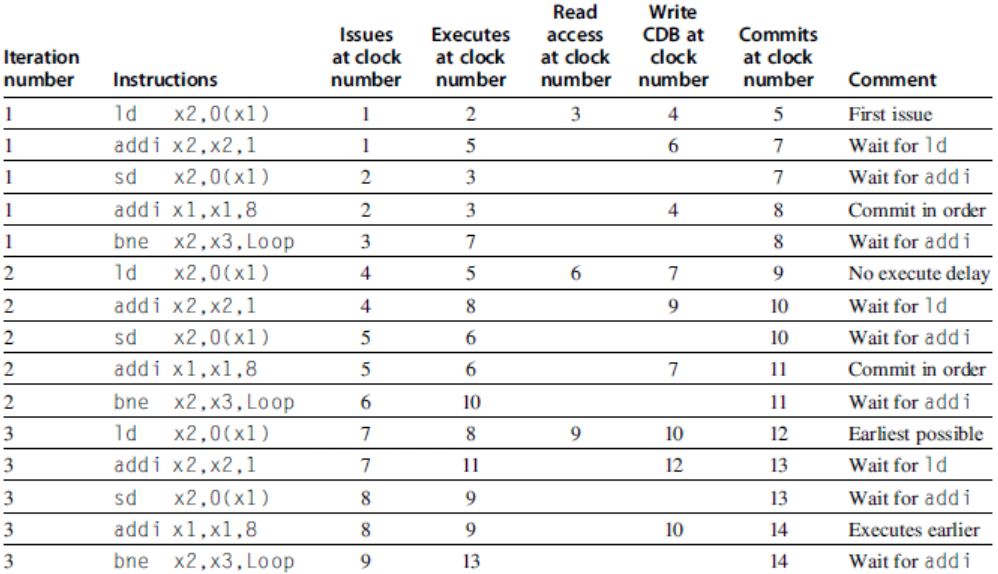 Iteration number Instructions Issues at clock number Executes at clock number Read access at clock number Write CDB at clock number Commits at clock number Comment
1 ld x2,0(x1) 1 2 3 4 5 First issue
1 addi x2,x2,1 1 5 6 7 Wait for ld
1 sd x2,0(x1) 2 3 7 Wait for addi
1 addi x1,x1,8 2 3 4 8 Commit in order
1 bne x2,x3,Loop 3 7 8 Wait for addi
2 ld x2,0(x1) 4 5 6 7 9 No execute delay
2 addi x2,x2,1 4 8 9 10 Wait for ld
2 sd x2,0(x1) 5 6 10 Wait for addi
2 addi x1,x1,8 5 6 7 11 Commit in order
2 bne x2,x3,Loop 6 10 11 Wait for addi
3 ld x2,0(x1) 7 8 9 10 12 Earliest possible
3 addi x2,x2,1 7 11 12 13 Wait for ld
3 sd x2,0(x1) 8 9 13 Wait for addi
3 addi x1,x1,8 8 9 10 14 Executes earlier
3 bne x2,x3,Loop 9 13 14 Wait for addi